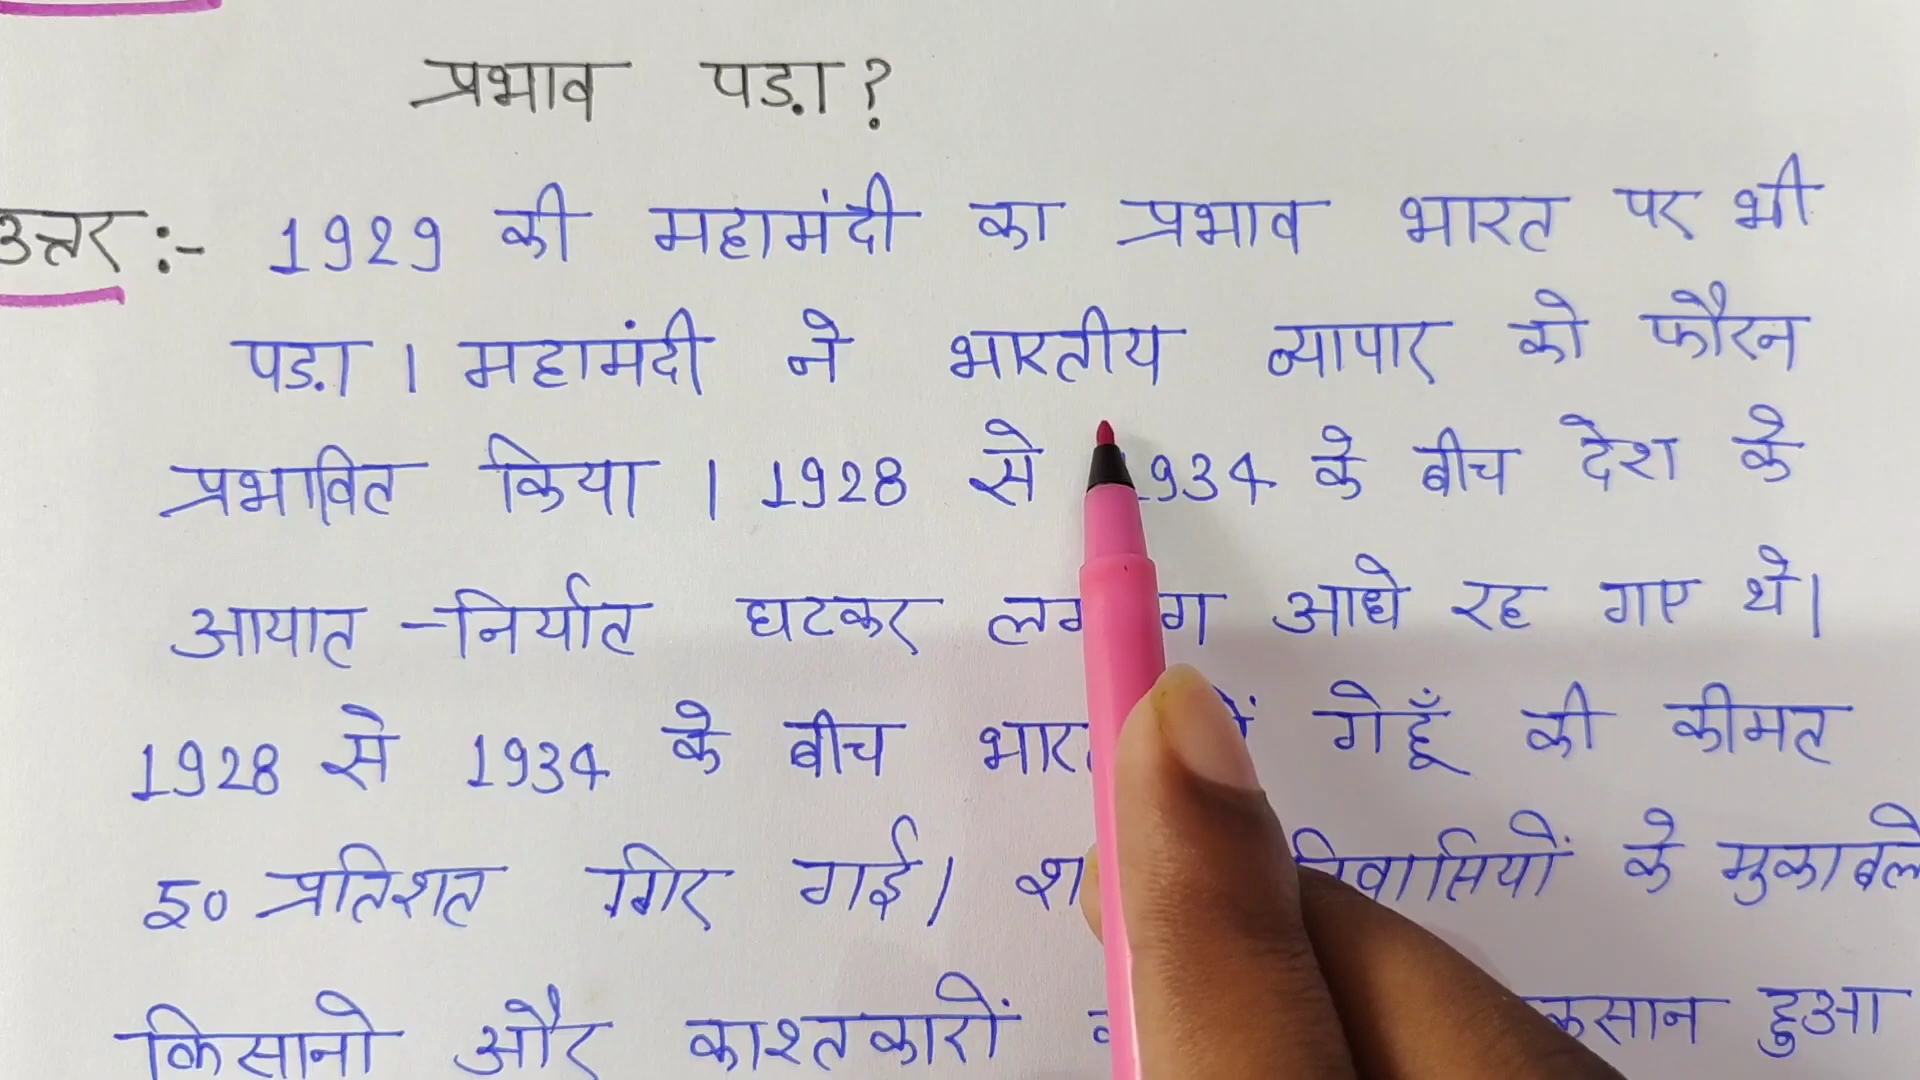 प्रभाव पड़ा?
उत्तर :- 1929 की महामंदी का प्रभाव भारत पर भी
पड़ा । महामंदी ने भारतीय व्यापार को फौरन
प्रभावित किया । 1928 से 1934 के बीच देश के
आयात -निर्यात घटकर आधे रह गए थे।
1928 से 1934 के बीच गेहूँ की कीमत
50 प्रतिशत गिर गई। के मुकाबले
किसानो और काश्तकारों हुआ